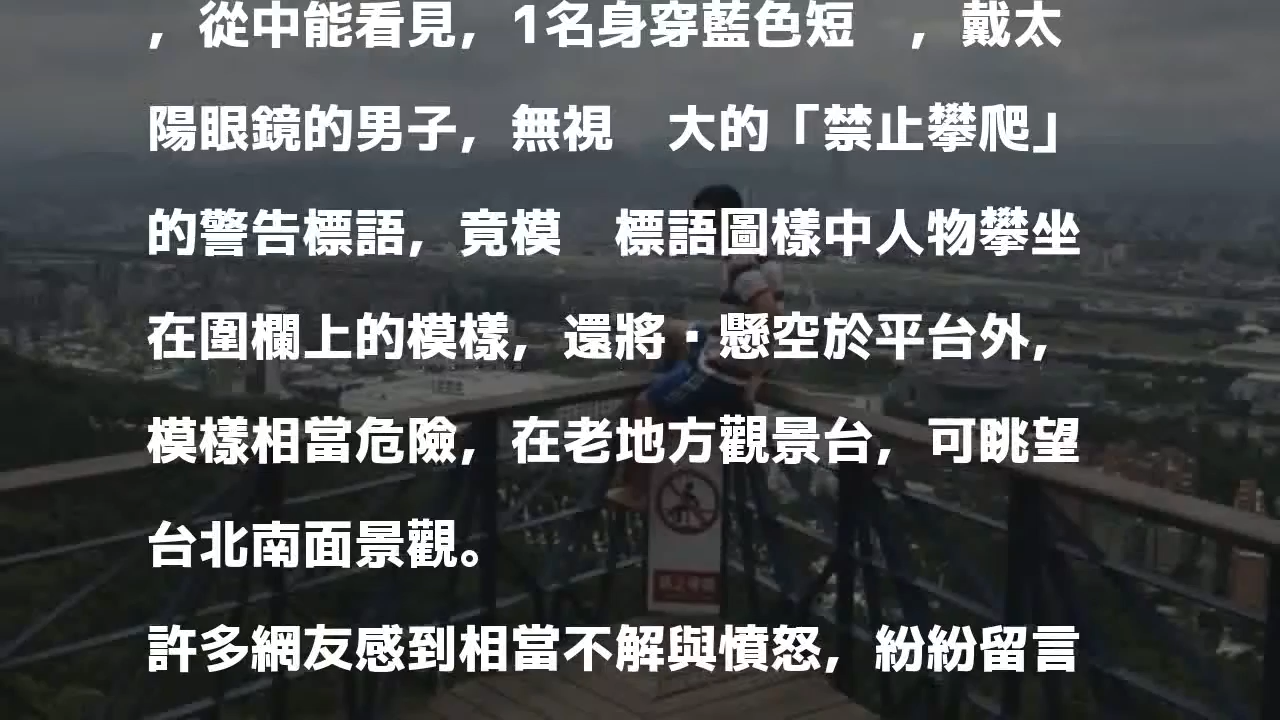 ，從中能看見，1名身穿藍色短　，戴太
陽眼鏡的男子，無視　大的「禁止攀爬」
的警告標語，竟模　標語圖樣中人物攀坐
在圍欄上的模樣，還將·懸空於平台外，
模樣相當危險，在老地方觀景台，可眺望
台北南面景觀。
許多網友感到相當不解與憤怒，紛紛留言